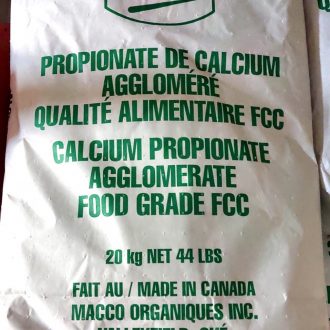 PROPIONATE DE CALCIUM
AGGLOMÉRÉ
QUALITÉ ALIMENTAIRE FCC
CALCIUM PROPIONATE
AGGLOMERATE
FOOD GRADE FCC
20 kg NET 44 LBS
FAIT AU / MADE IN CANADA
MACCO ORGANIQUES INC.